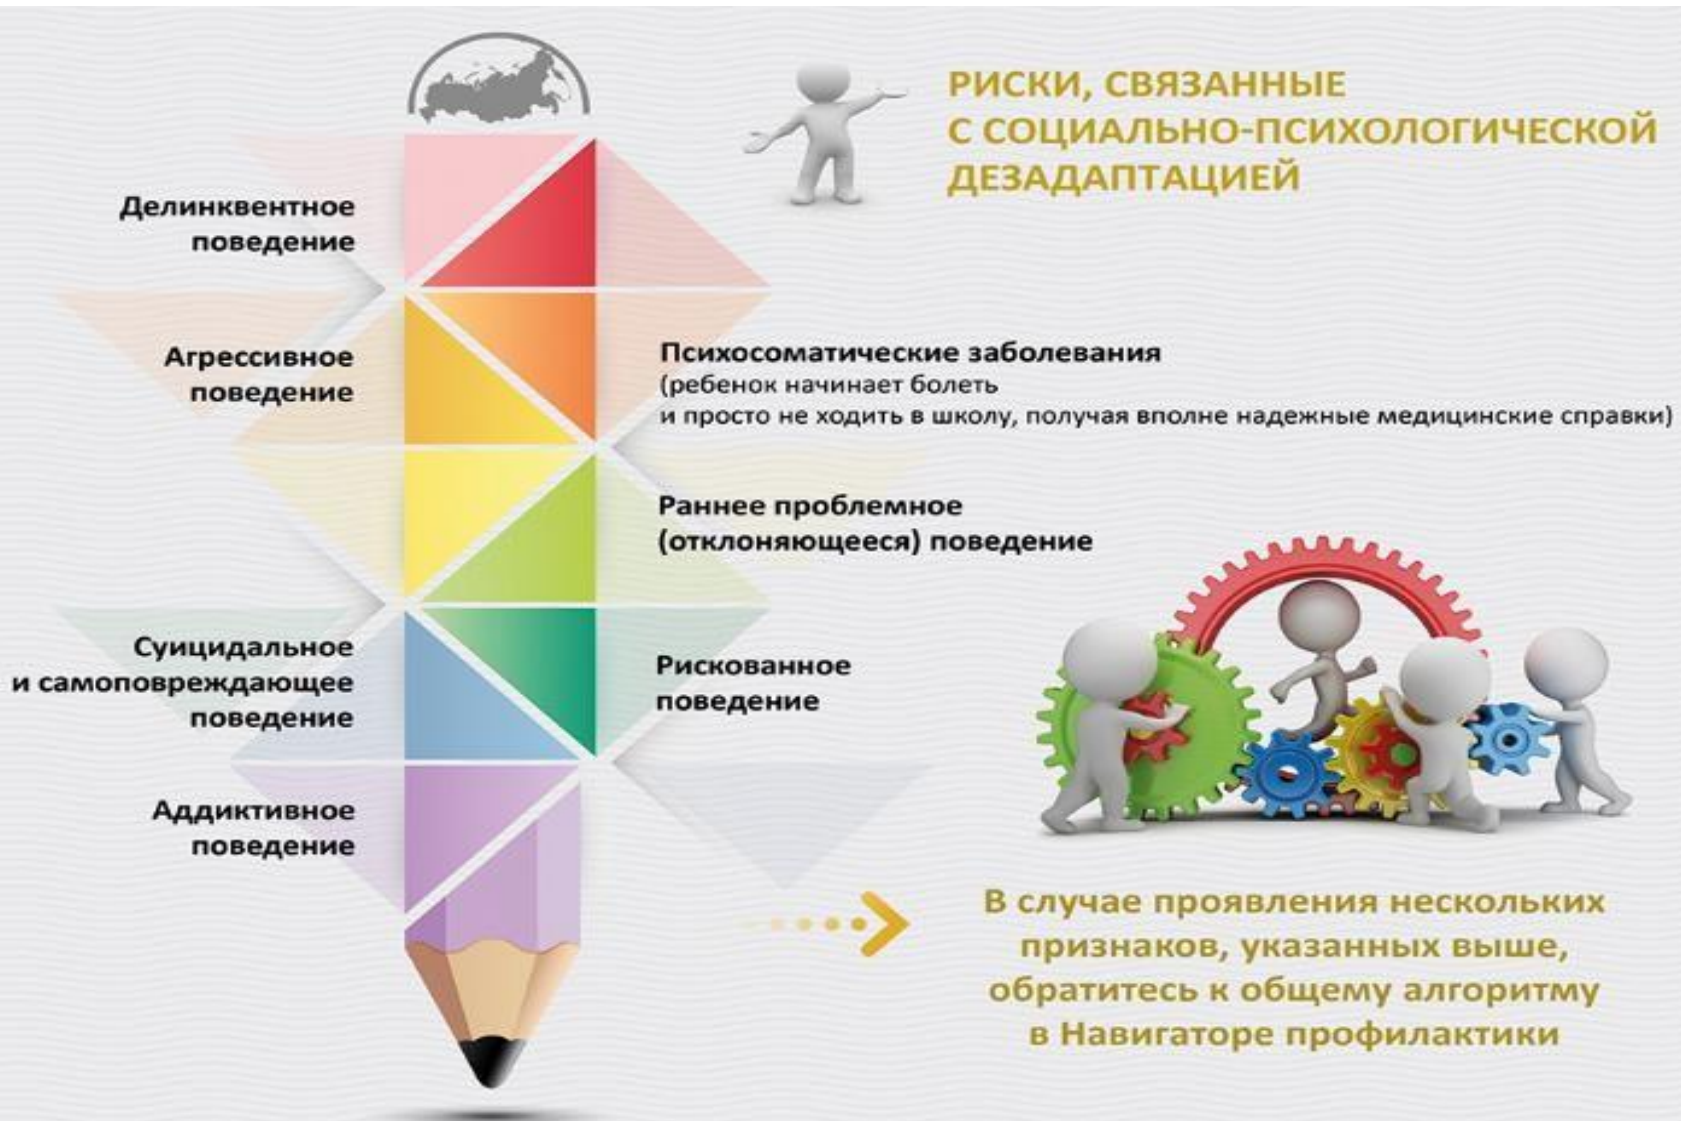 РИСКИ, СВЯЗАННЫЕ
С СОЦИАЛЬНО-ПСИХОЛОГИЧЕСКОЙ
ДЕЗАДАПТАЦИЕЙ
Делинквентное
поведение
Агрессивное
поведение
Психосоматические заболевания
(ребенок начинает болеть
и просто не ходить в школу, получая вполне надежные медицинские справки)
Раннее проблемное
(отклоняющееся) поведение
Суицидальное
и самоповреждающее
поведение
Рискованное
поведение
Аддиктивное
поведение
В случае проявления нескольких
признаков, указанных выше,
обратитесь к общему алгоритму
в Навигаторе профилактики